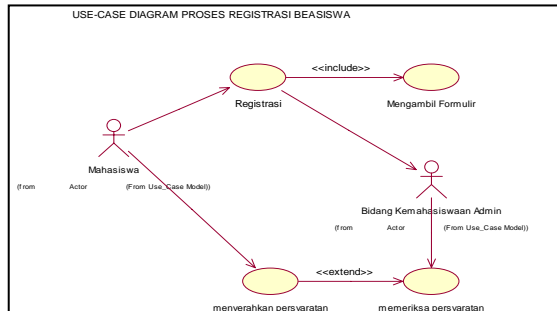 USE-CASE DIAGRAM PROSES REGISTRASI BEASISWA
<<include>>
Registrasi
Mengambil Formulir
Mahasiswa
(from Actor (From Use_Case Model))
Bidang Kemahasiswaan Admin
(from Actor (From Use_Case Model))
<<extend>>
menyerahkan persyaratan
memeriksa persyaratan